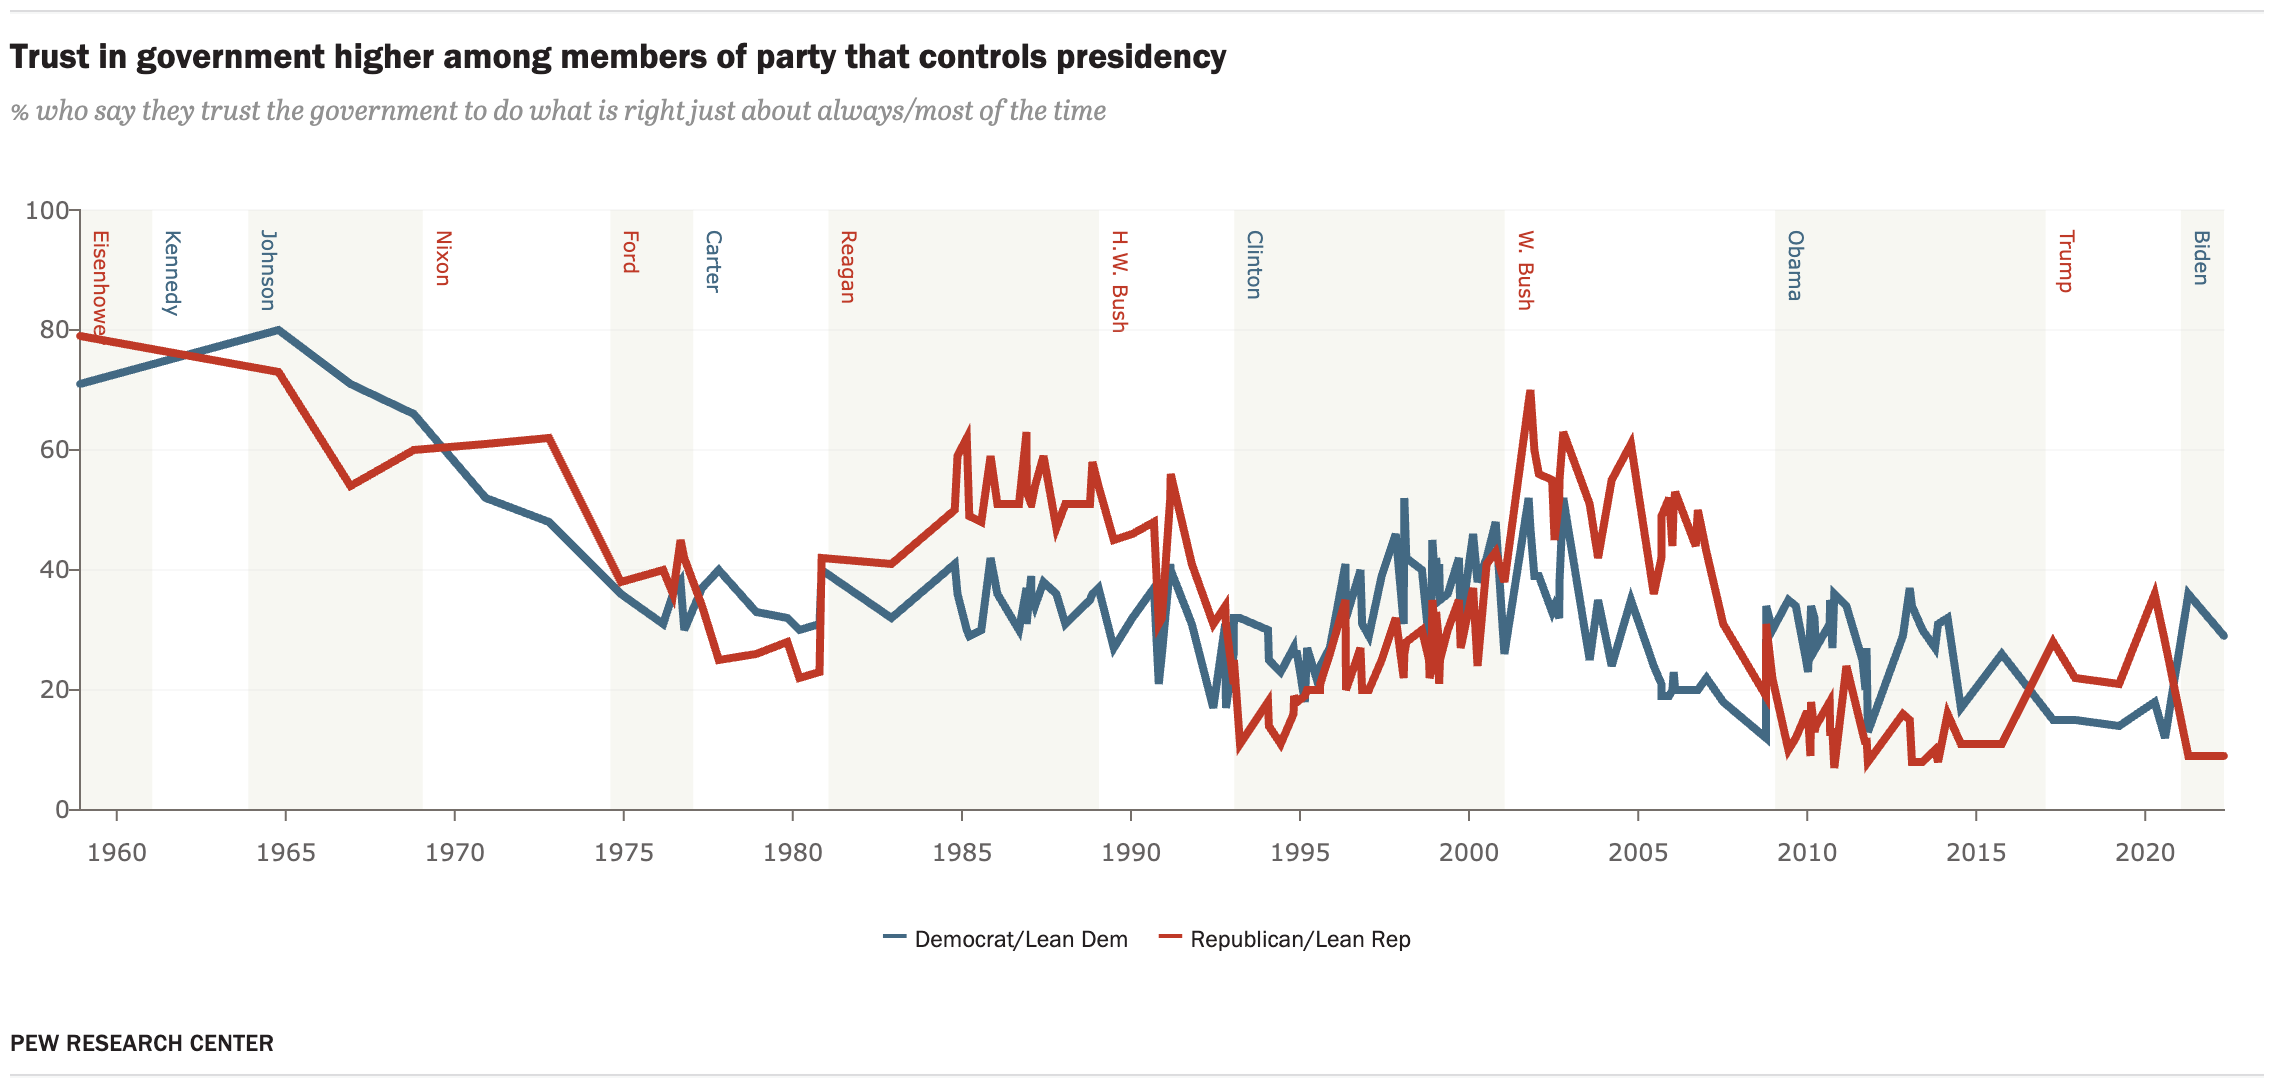 Trust in government higher among members of party that controls presidency
% who say they trust the government to do what is right just about always/most of the time
100
80
60
40
20
0
Eisenhowe
Kennedy
Johnson
Nixon
Ford
Carter
Reagan
H.W. Bush
Clinton
W. Bush
Obama
Trump
Biden
1960
1965
1970
1975
1980
1985
1990
1995
2000
2005
2010
2015
2020
Democrat/Lean Dem
Republican/Lean Rep
PEW RESEARCH CENTER